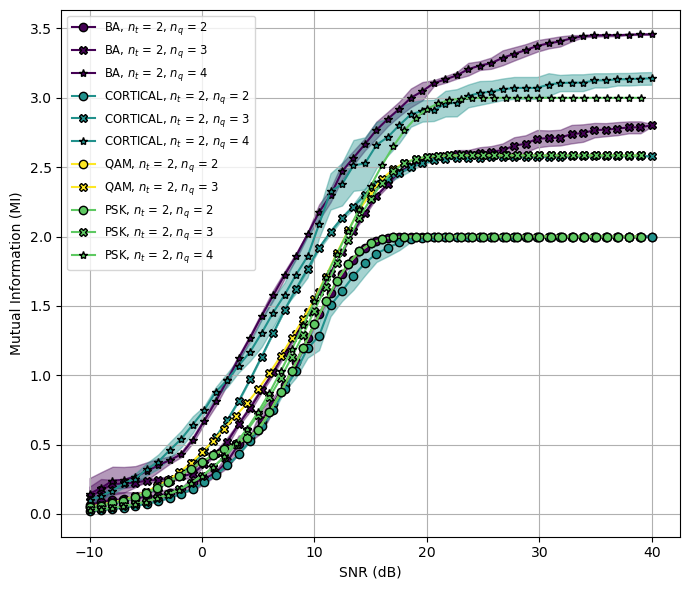 BA, n_t = 2, n_q = 2
BA, n_t = 2, n_q = 3
BA, n_t = 2, n_q = 4
CORTICAL, n_t = 2, n_q = 2
CORTICAL, n_t = 2, n_q = 3
CORTICAL, n_t = 2, n_q = 4
QAM, n_t = 2, n_q = 2
QAM, n_t = 2, n_q = 3
PSK, n_t = 2, n_q = 2
PSK, n_t = 2, n_q = 3
PSK, n_t = 2, n_q = 4
Mutual Information (MI)
3.5
3.0
2.5
2.0
1.5
1.0
0.5
0.0
−10 0 10 20 30 40
SNR (dB)